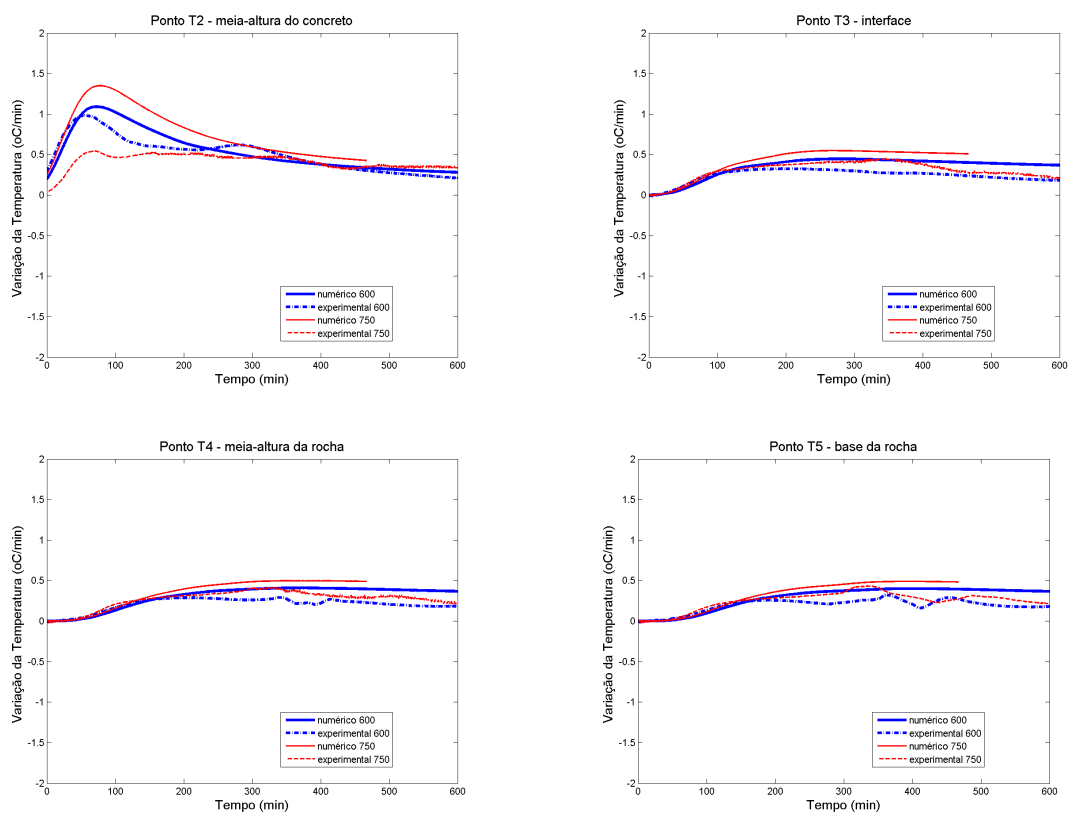 Ponto T2 - meia-altura do concreto
Variação da Temperatura (oC/min)
2
1.5
1
0.5
0
-0.5
-1
-1.5
-2
numérico 600
experimental 600
numérico 750
experimental 750
0 100 200 300 400 500 600
Tempo (min)
Ponto T3 - interface
Variação da Temperatura (oC/min)
2
1.5
1
0.5
0
-0.5
-1
-1.5
-2
numérico 600
experimental 600
numérico 750
experimental 750
0 100 200 300 400 500 600
Tempo (min)
Ponto T4 - meia-altura da rocha
Variação da Temperatura (oC/min)
2
1.5
1
0.5
0
-0.5
-1
-1.5
-2
numérico 600
experimental 600
numérico 750
experimental 750
0 100 200 300 400 500 600
Tempo (min)
Ponto T5 - base da rocha
Variação da Temperatura (oC/min)
2
1.5
1
0.5
0
-0.5
-1
-1.5
-2
numérico 600
experimental 600
numérico 750
experimental 750
0 100 200 300 400 500 600
Tempo (min)